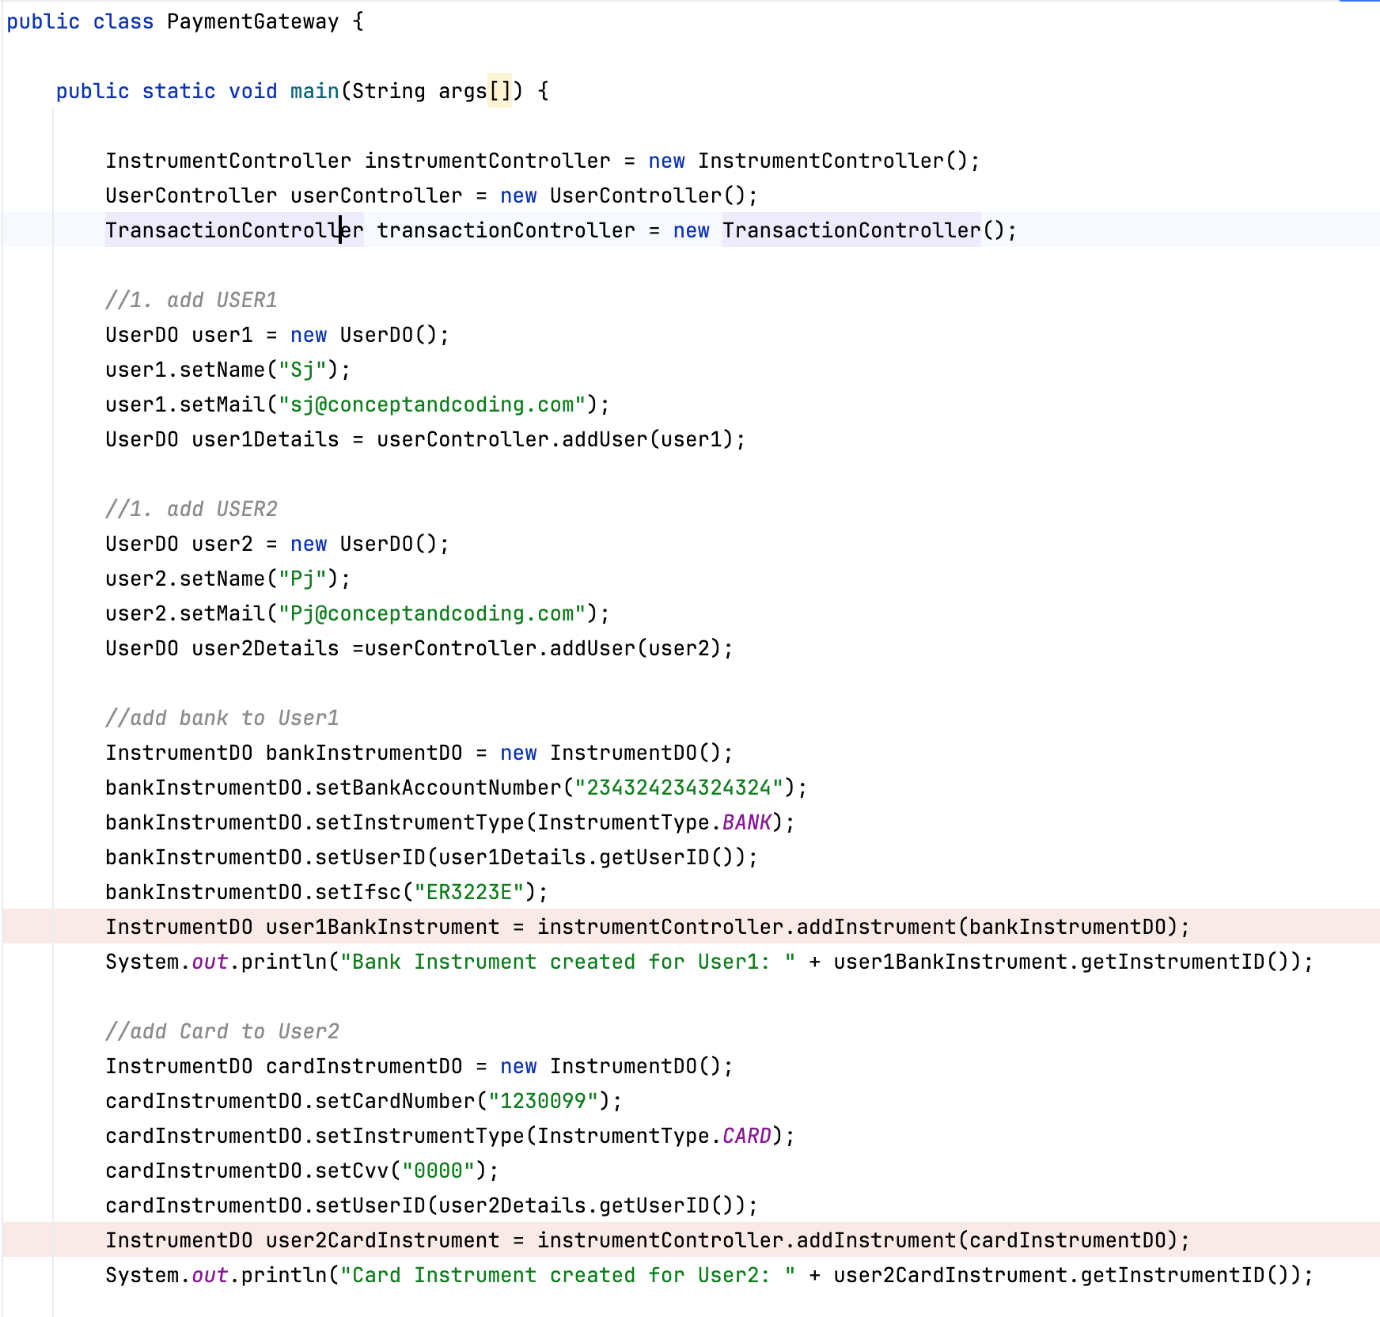 public class PaymentGateway {
public static void main(String args[]) {
InstrumentController instrumentController = new InstrumentController();
UserController userController = new UserController();
TransactionController transactionController = new TransactionController();
//1. add USER1
UserDO user1 = new UserDO();
user1.setName("Sj");
user1.setMail("sj@conceptandcoding.com");
UserDO user1Details = userController.addUser(user1);
//1. add USER2
UserDO user2 = new UserDO();
user2.setName("Pj");
user2.setMail("Pj@conceptandcoding.com");
UserDO user2Details =userController.addUser(user2);
//add bank to User1
InstrumentDO bankInstrumentDO = new InstrumentDO();
bankInstrumentDO.setBankAccountNumber("234324234324324");
bankInstrumentDO.setInstrumentType(InstrumentType.BANK);
bankInstrumentDO.setUserID(user1Details.getUserID());
bankInstrumentDO.setIfsc("ER3223E");
InstrumentDO user1BankInstrument = instrumentController.addInstrument(bankInstrumentDO);
System.out.println("Bank Instrument created for User1: " + user1BankInstrument.getInstrumentID());
//add Card to User2
InstrumentDO cardInstrumentDO = new InstrumentDO();
cardInstrumentDO.setCardNumber("1230099");
cardInstrumentDO.setInstrumentType(InstrumentType.CARD);
cardInstrumentDO.setCvv("0000");
cardInstrumentDO.setUserID(user2Details.getUserID());
InstrumentDO user2CardInstrument = instrumentController.addInstrument(cardInstrumentDO);
System.out.println("Card Instrument created for User2: " + user2CardInstrument.getInstrumentID());